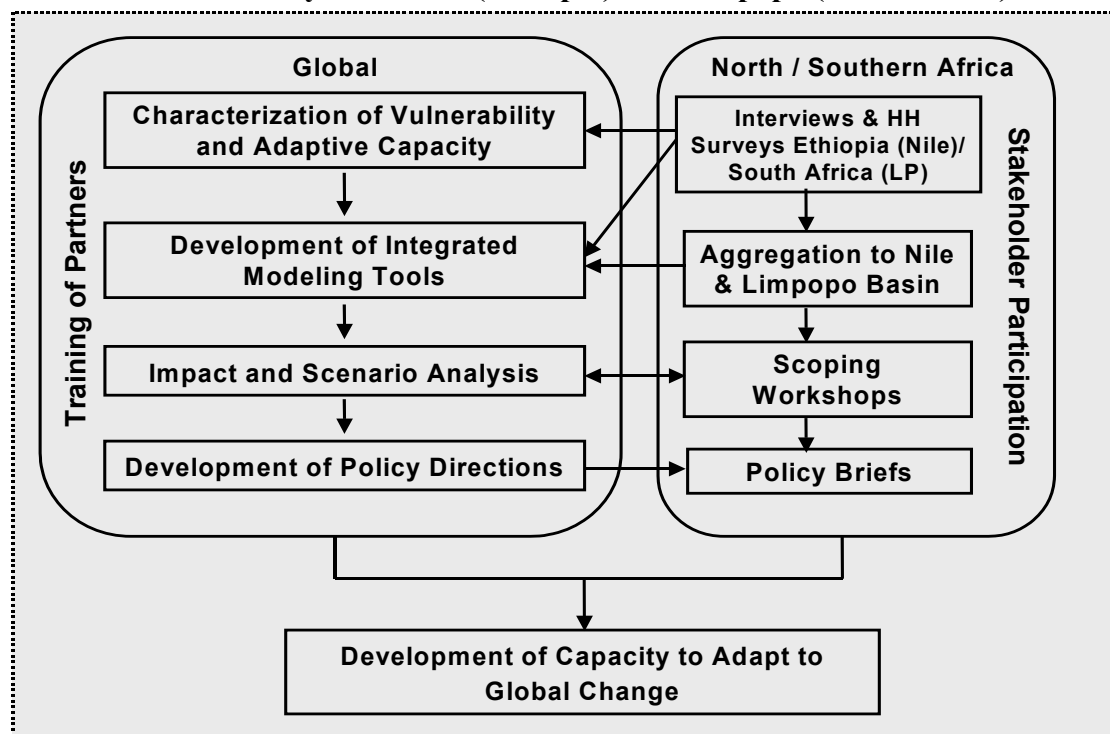 Global
Training of Partners
Characterization of Vulnerability
and Adaptive Capacity
Development of Integrated
Modeling Tools
Impact and Scenario Analysis
Development of Policy Directions
North / Southern Africa
Stakeholder Participation
Interviews & HH
Surveys Ethiopia (Nile)/
South Africa (LP)
Aggregation to Nile
& Limpopo Basin
Scoping
Workshops
Policy Briefs
Development of Capacity to Adapt to
Global Change